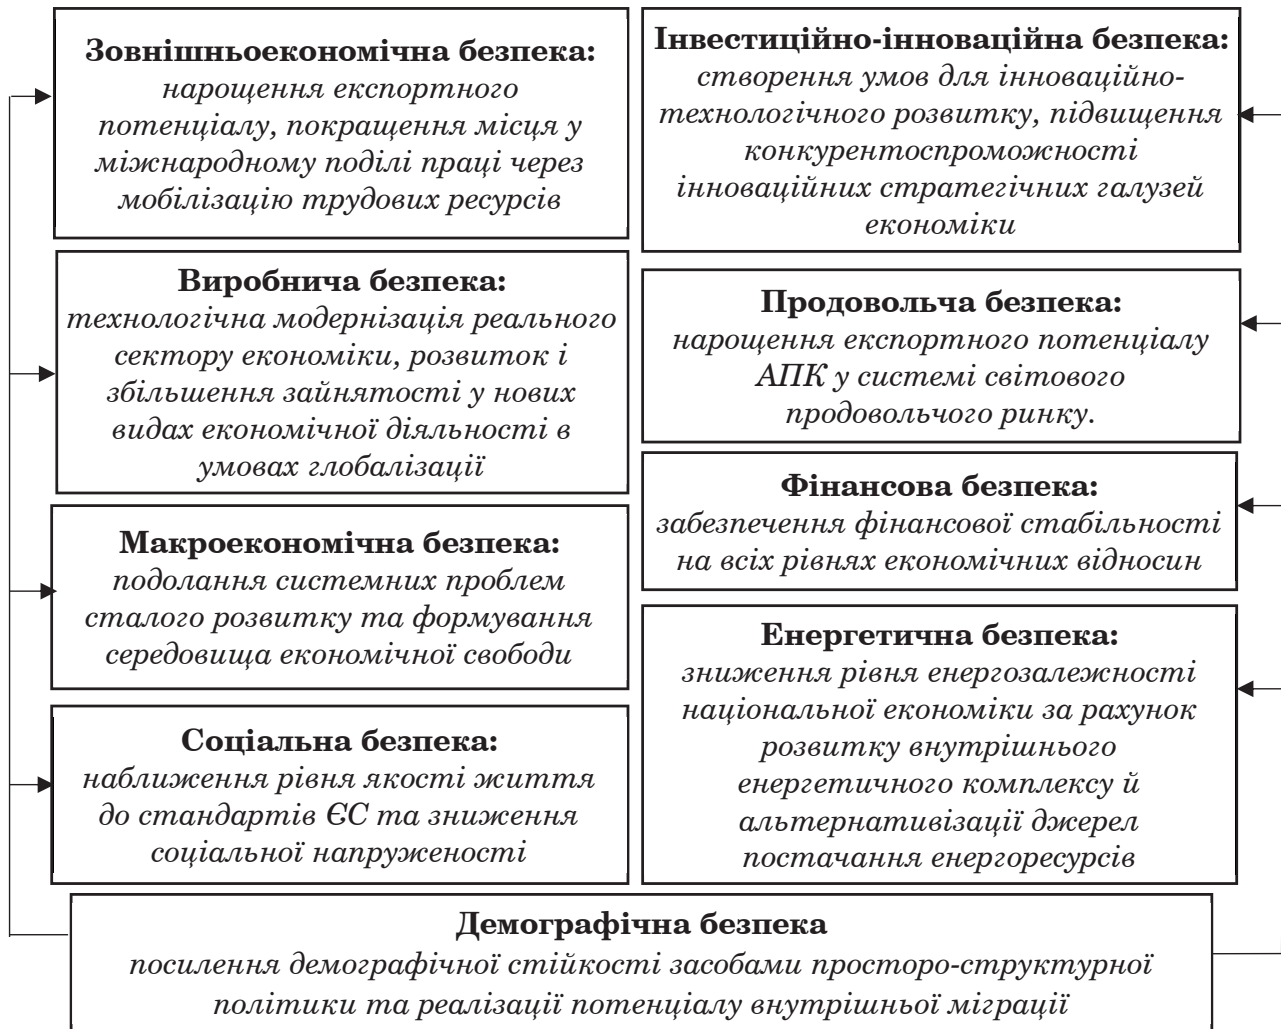 Зовнішньоекономічна безпека:
нарощення експортного
потенціалу, покращення місця у
міжнародному поділі праці через
мобілізацію трудових ресурсів
Виробнича безпека:
технологічна модернізація реального
сектору економіки, розвиток і
збільшення зайнятості у нових
видах економічної діяльності в
умовах глобалізації
Макроекономічна безпека:
подолання системних проблем
сталого розвитку та формування
середовища економічної свободи
Соціальна безпека:
наближення рівня якості життя
до стандартів ЄС та зниження
соціальної напруженості
Інвестиційно-інноваційна безпека:
створення умов для інноваційно-
технологічного розвитку, підвищення
конкурентоспроможності
інноваційних стратегічних галузей
економіки
Продовольча безпека:
нарощення експортного потенціалу
АПК у системі світового
продовольчого ринку.
Фінансова безпека:
забезпечення фінансової стабільності
на всіх рівнях економічних відносин
Енергетична безпека:
зниження рівня енергозалежності
національної економіки за рахунок
розвитку внутрішнього
енергетичного комплексу й
альтернативізації джерел
постачання енергоресурсів
Демографічна безпека
посилення демографічної стійкості засобами просторо-структурної
політики та реалізації потенціалу внутрішньої міграції